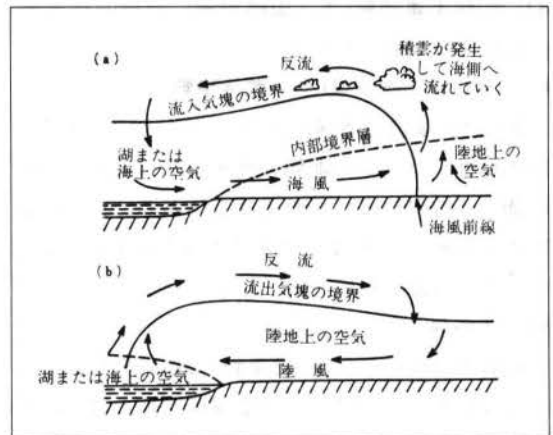 (a)
反流
積雲が発生
して海側へ
流れていく
流入気塊の境界
内部境界層
湖または
海上の空気
海風
陸地上の
空気
海風前線
(b)
反流
流出気塊の境界
陸地上の空気
湖または海上の空気
陸風